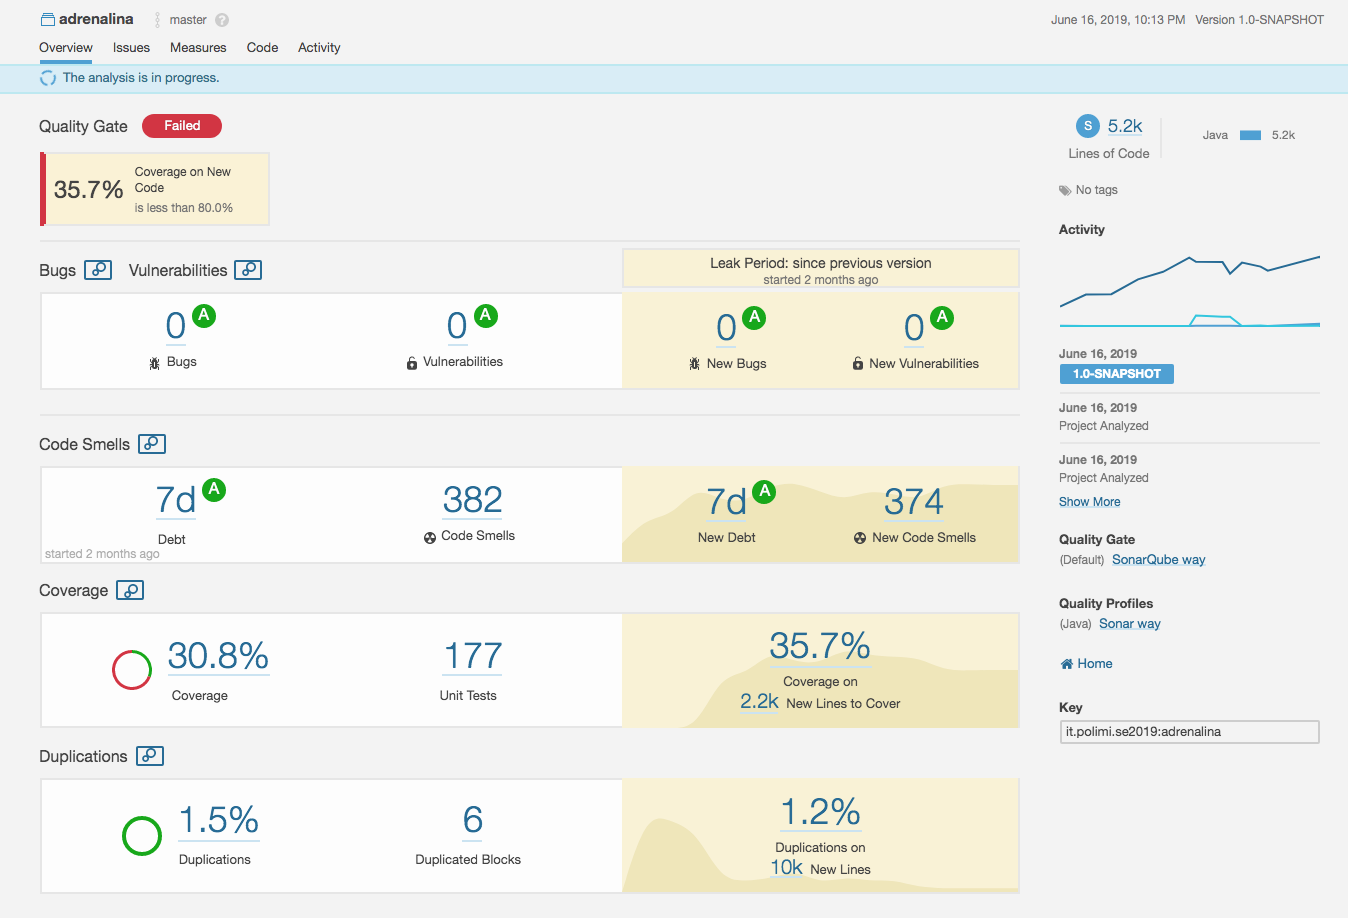 adrenalina master ? June 16, 2019, 10:13 PM Version 1.0-SNAPSHOT
Overview Issues Measures Code Activity
The analysis is in progress.
Quality Gate Failed
35.7% Coverage on New
Code
is less than 80.0%
S 5.2k
Lines of Code
Java 5.2k
No tags
Bugs Vulnerabilities
Leak Period: since previous version
started 2 months ago
0 A
Bugs
0 A
Vulnerabilities
0 A
New Bugs
0 A
New Vulnerabilities
Code Smells
7d A
Debt
started 2 months ago
382
Code Smells
7d A
New Debt
374
New Code Smells
Coverage
30.8%
Coverage
177
Unit Tests
35.7%
Coverage on
2.2k New Lines to Cover
Duplications
1.5%
Duplications
6
Duplicated Blocks
1.2%
Duplications on
10k New Lines
Activity
June 16, 2019
1.0-SNAPSHOT
June 16, 2019
Project Analyzed
June 16, 2019
Project Analyzed
Show More
Quality Gate
(Default) SonarQube way
Quality Profiles
(Java) Sonar way
Home
Key
it.polimi.se2019:adrenalina